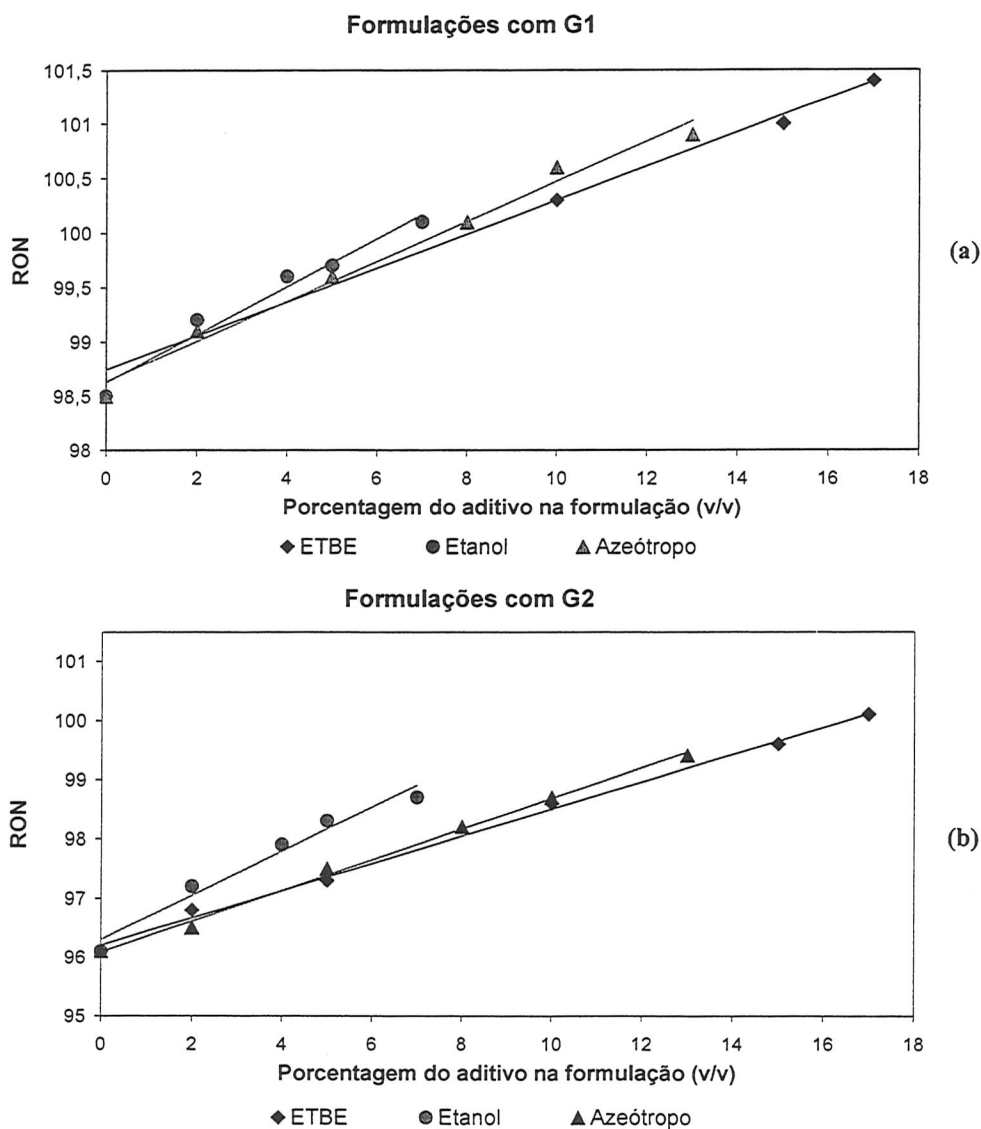 Formulações com G1
101,5
101
100,5
100
99,5
99
98,5
98
RON
0 2 4 6 8 10 12 14 16 18
Porcentagem do aditivo na formulação (v/v)
ETBE Etanol Azeótropo
(a)
Formulações com G2
101
100
99
98
97
96
95
RON
0 2 4 6 8 10 12 14 16 18
Porcentagem do aditivo na formulação (v/v)
ETBE Etanol Azeótropo
(b)